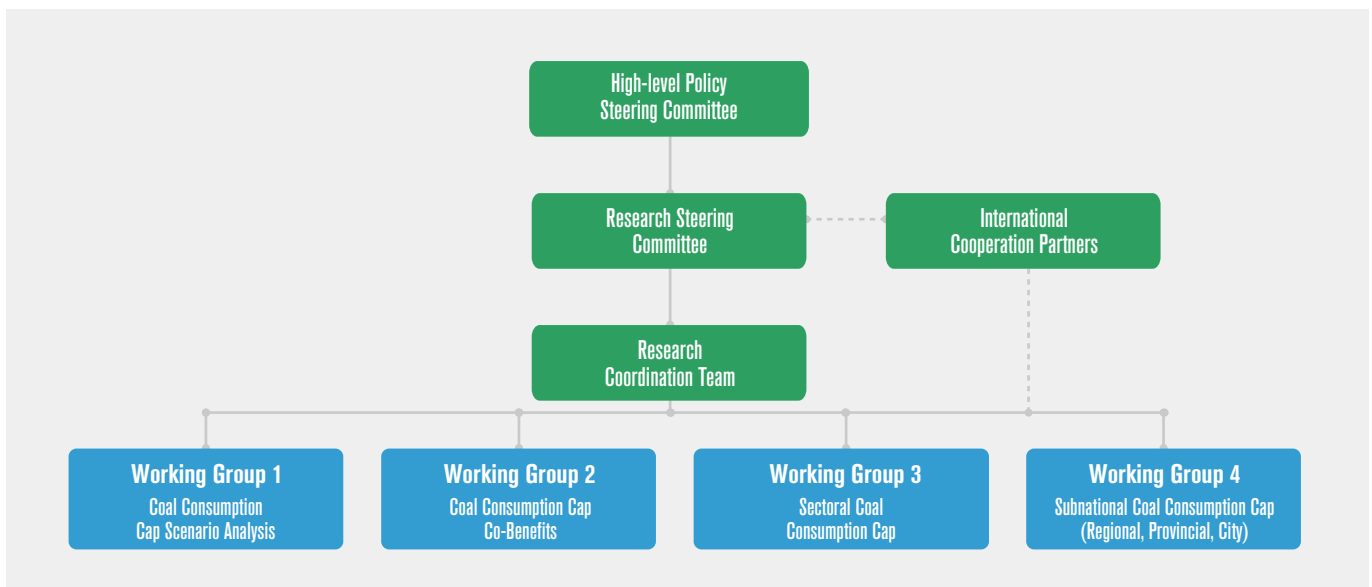 High-level Policy
Steering Committee
Research Steering
Committee
International
Cooperation Partners
Research
Coordination Team
Working Group 1
Coal Consumption
Cap Scenario Analysis
Working Group 2
Coal Consumption Cap
Co-Benefits
Working Group 3
Sectoral Coal
Consumption Cap
Working Group 4
Subnational Coal Consumption Cap
(Regional, Provincial, City)